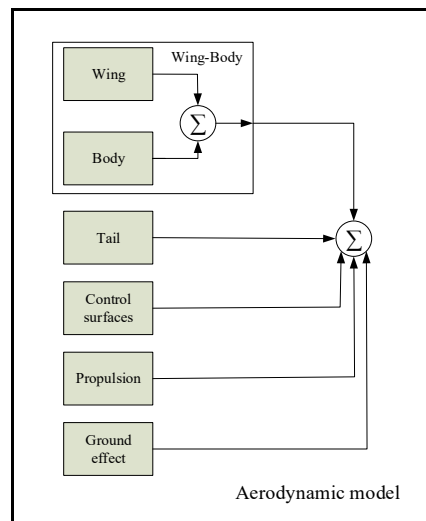 Wing-Body
Wing
∑
Body
Tail
∑
Control
surfaces
Propulsion
Ground
effect
Aerodynamic model